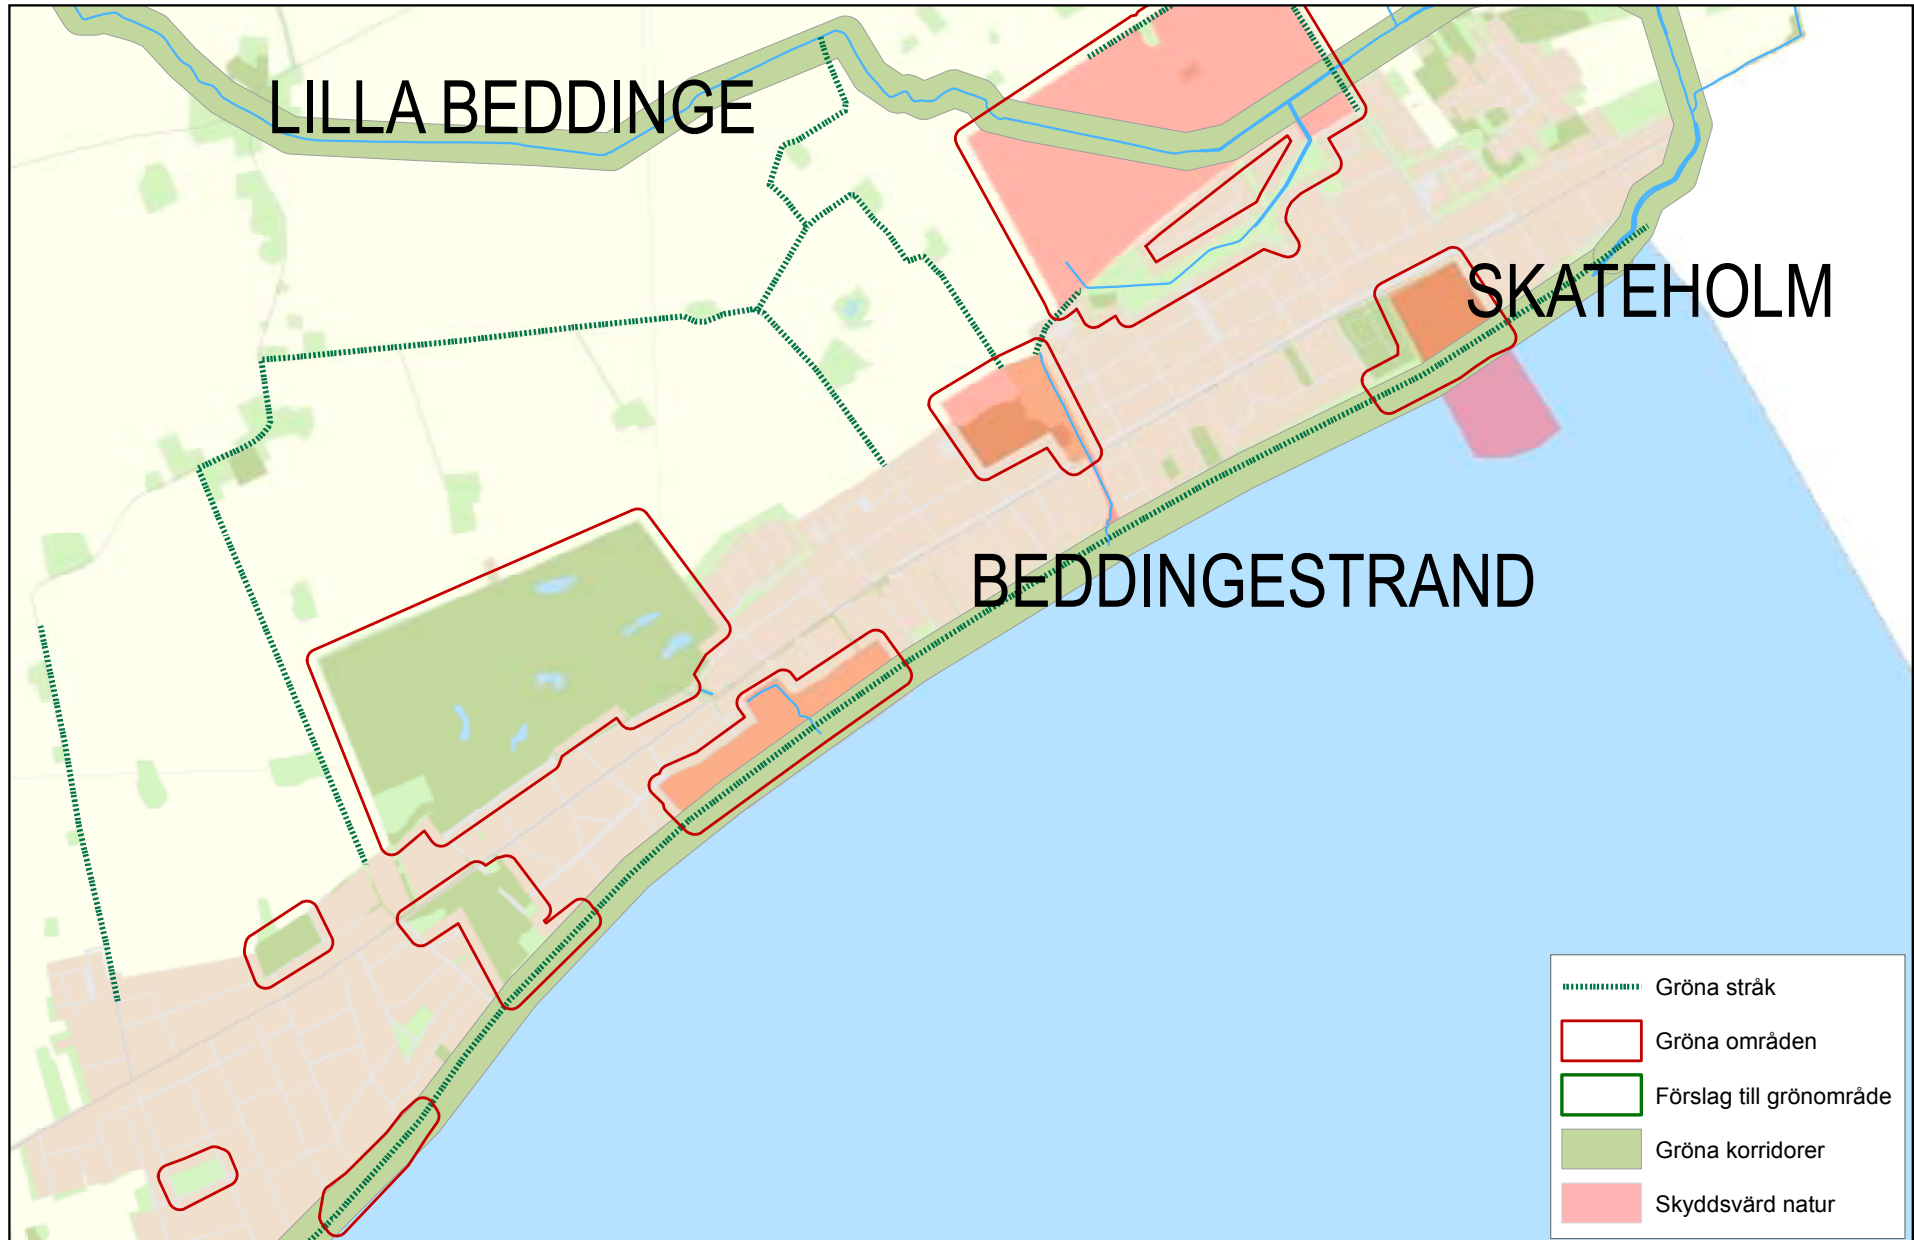 LILLA BEDDINGE
SKATEHOLM
BEDDINGESTRAND
Gröna stråk
Gröna områden
Förslag till grönområde
Gröna korridorer
Skyddsvärd natur